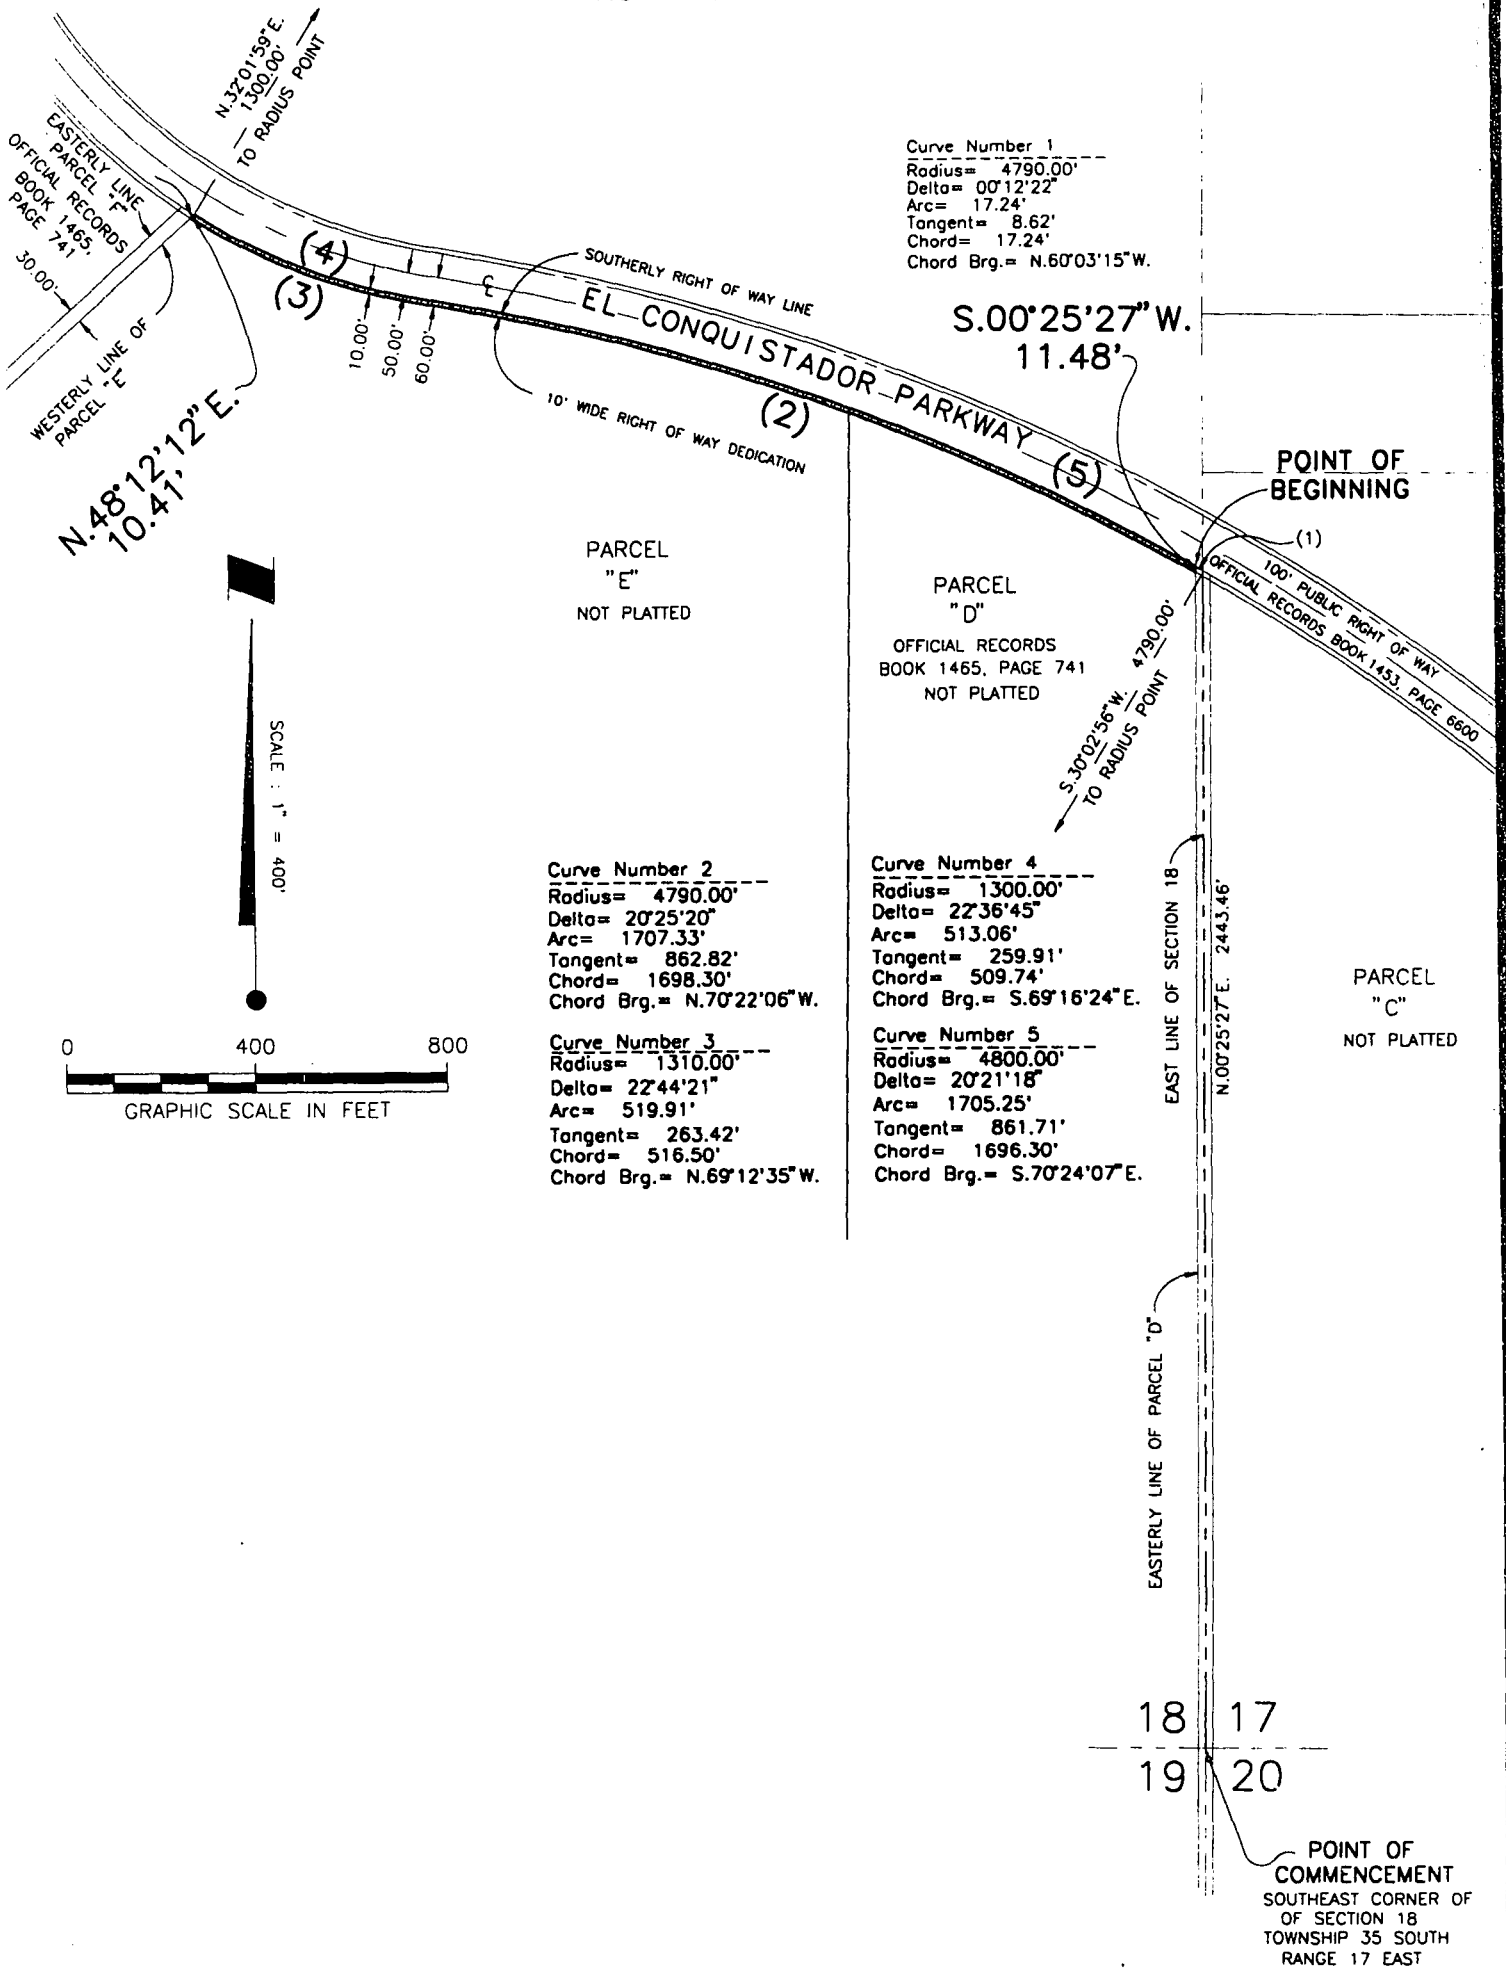 N.32°01'59"E.
1300.00'
TO RADIUS POINT
EASTERLY LINE
PARCEL "F"
OFFICIAL RECORDS
BOOK 1465,
PAGE 741
30.00'
WESTERLY LINE OF
PARCEL "E"
N.48°12'12"E.
10.41'
(4)
(3)
10.00'
50.00'
60.00'
℄
SOUTHERLY RIGHT OF WAY LINE
EL CONQUISTADOR PARKWAY
10' WIDE RIGHT OF WAY DEDICATION
(2)
(5)
Curve Number 1
Radius= 4790.00'
Delta= 00°12'22"
Arc= 17.24'
Tangent= 8.62'
Chord= 17.24'
Chord Brg.= N.60°03'15"W.
S.00°25'27"W.
11.48'
POINT OF
BEGINNING
(1)
100' PUBLIC RIGHT OF WAY
OFFICIAL RECORDS BOOK 1453, PAGE 6600
PARCEL
"E"
NOT PLATTED
PARCEL
"D"
OFFICIAL RECORDS
BOOK 1465, PAGE 741
NOT PLATTED
S.30°02'56"W. 4790.00'
TO RADIUS POINT
SCALE : 1" = 400'
0 400 800
GRAPHIC SCALE IN FEET
Curve Number 2
Radius= 4790.00'
Delta= 20°25'20"
Arc= 1707.33'
Tangent= 862.82'
Chord= 1698.30'
Chord Brg.= N.70°22'06"W.
Curve Number 3
Radius= 1310.00'
Delta= 22°44'21"
Arc= 519.91'
Tangent= 263.42'
Chord= 516.50'
Chord Brg.= N.69°12'35"W.
Curve Number 4
Radius= 1300.00'
Delta= 22°36'45"
Arc= 513.06'
Tangent= 259.91'
Chord= 509.74'
Chord Brg.= S.69°16'24"E.
Curve Number 5
Radius= 4800.00'
Delta= 20°21'18"
Arc= 1705.25'
Tangent= 861.71'
Chord= 1696.30'
Chord Brg.= S.70°24'07"E.
EAST LINE OF SECTION 18
N.00°25'27"E. 2443.46'
PARCEL
"C"
NOT PLATTED
EASTERLY LINE OF PARCEL "D"
18 17
19 20
POINT OF
COMMENCEMENT
SOUTHEAST CORNER OF
OF SECTION 18
TOWNSHIP 35 SOUTH
RANGE 17 EAST